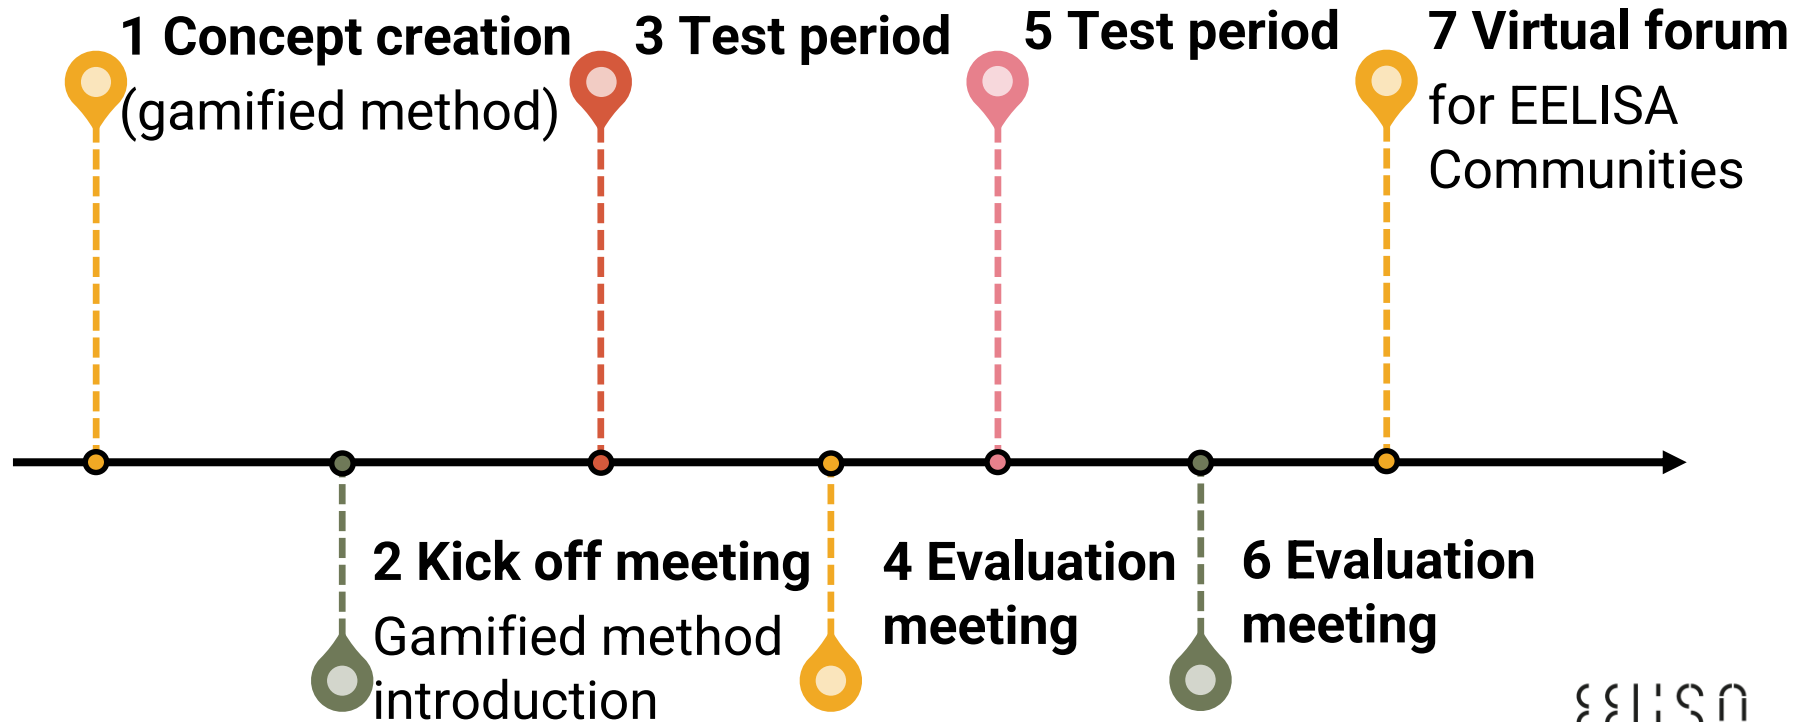 1 Concept creation
(gamified method)
2 Kick off meeting
Gamified method
introduction
3 Test period
4 Evaluation
meeting
5 Test period
6 Evaluation
meeting
7 Virtual forum
for EELISA
Communities